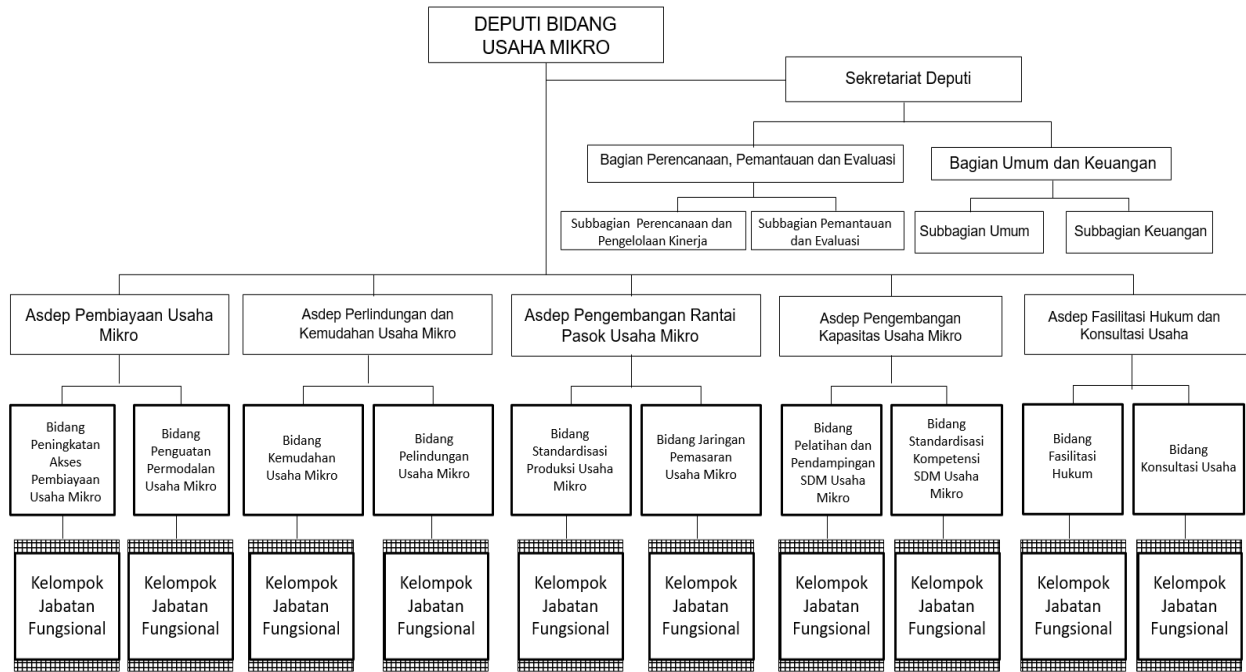 DEPUTI BIDANG
USAHA MIKRO
Sekretariat Deputi
Bagian Perencanaan, Pemantauan dan Evaluasi
Bagian Umum dan Keuangan
Subbagian Perencanaan dan
Pengelolaan Kinerja
Subbagian Pemantauan
dan Evaluasi
Subbagian Umum
Subbagian Keuangan
Asdep Pembiayaan Usaha
Mikro
Asdep Perlindungan dan
Kemudahan Usaha Mikro
Asdep Pengembangan Rantai
Pasok Usaha Mikro
Asdep Pengembangan
Kapasitas Usaha Mikro
Asdep Fasilitasi Hukum dan
Konsultasi Usaha
Bidang
Peningkatan
Akses
Pembiayaan
Usaha Mikro
Bidang
Penguatan
Permodalan
Usaha Mikro
Bidang
Kemudahan
Usaha Mikro
Bidang
Pelindungan
Usaha Mikro
Bidang
Standardisasi
Produksi Usaha
Mikro
Bidang Jaringan
Pemasaran
Usaha Mikro
Bidang
Pelatihan dan
Pendampingan
SDM Usaha
Mikro
Bidang
Standardisasi
Kompetensi
SDM Usaha
Mikro
Bidang
Fasilitasi
Hukum
Bidang
Konsultasi Usaha
Kelompok
Jabatan
Fungsional
Kelompok
Jabatan
Fungsional
Kelompok
Jabatan
Fungsional
Kelompok
Jabatan
Fungsional
Kelompok
Jabatan
Fungsional
Kelompok
Jabatan
Fungsional
Kelompok
Jabatan
Fungsional
Kelompok
Jabatan
Fungsional
Kelompok
Jabatan
Fungsional
Kelompok
Jabatan
Fungsional